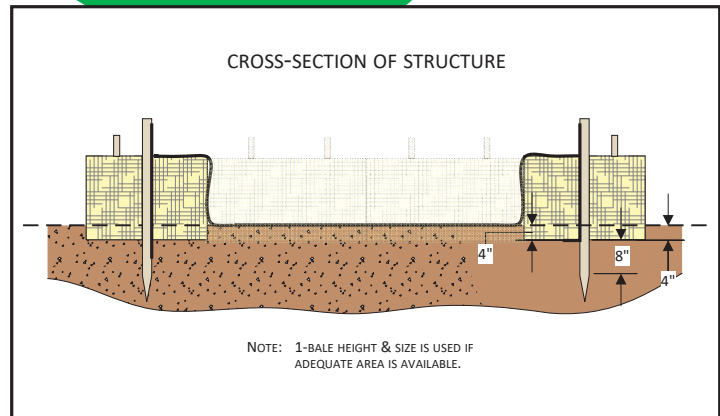 CROSS-SECTION OF STRUCTURE
4"
8"
4"
NOTE: 1-BALE HEIGHT & SIZE IS USED IF
ADEQUATE AREA IS AVAILABLE.